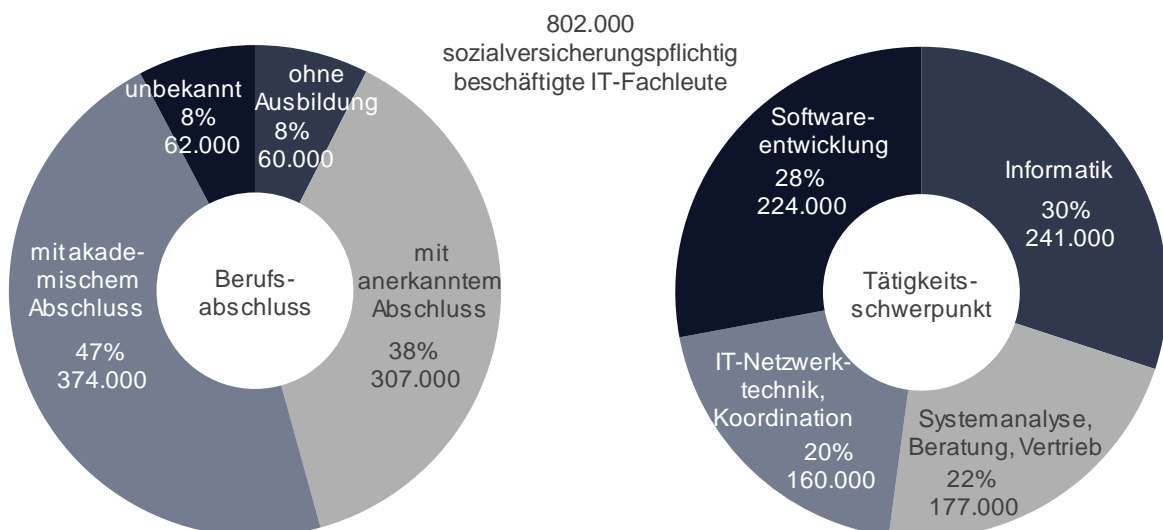 802.000
sozialversicherungspflichtig
beschäftigte IT-Fachleute
unbekannt
8%
62.000
ohne
Ausbildung
8%
60.000
mit akade-
mischem
Abschluss
47%
374.000
Berufs-
abschluss
mit
anerkanntem
Abschluss
38%
307.000
Software-
entwicklung
28%
224.000
Informatik
30%
241.000
Tätigkeits-
schwerpunkt
IT-Netzwerk-
technik,
Koordination
20%
160.000
Systemanalyse,
Beratung, Vertrieb
22%
177.000